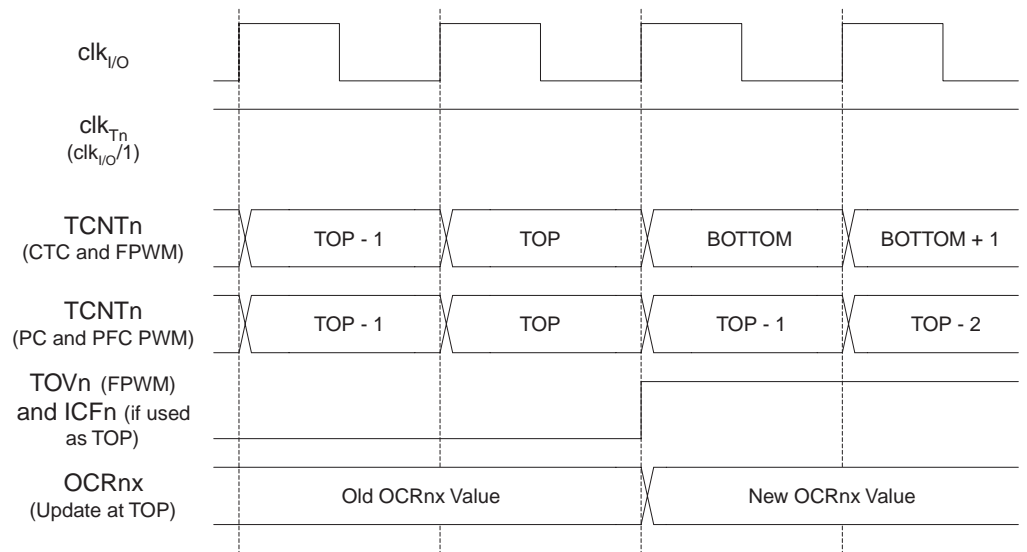 clkI/O
clkTn
(clkI/O/1)
TCNTn
(CTC and FPWM)
TOP - 1
TOP
BOTTOM
BOTTOM + 1
TCNTn
(PC and PFC PWM)
TOP - 1
TOP
TOP - 1
TOP - 2
TOVn (FPWM)
and ICFn (if used
as TOP)
OCRnx
(Update at TOP)
Old OCRnx Value
New OCRnx Value